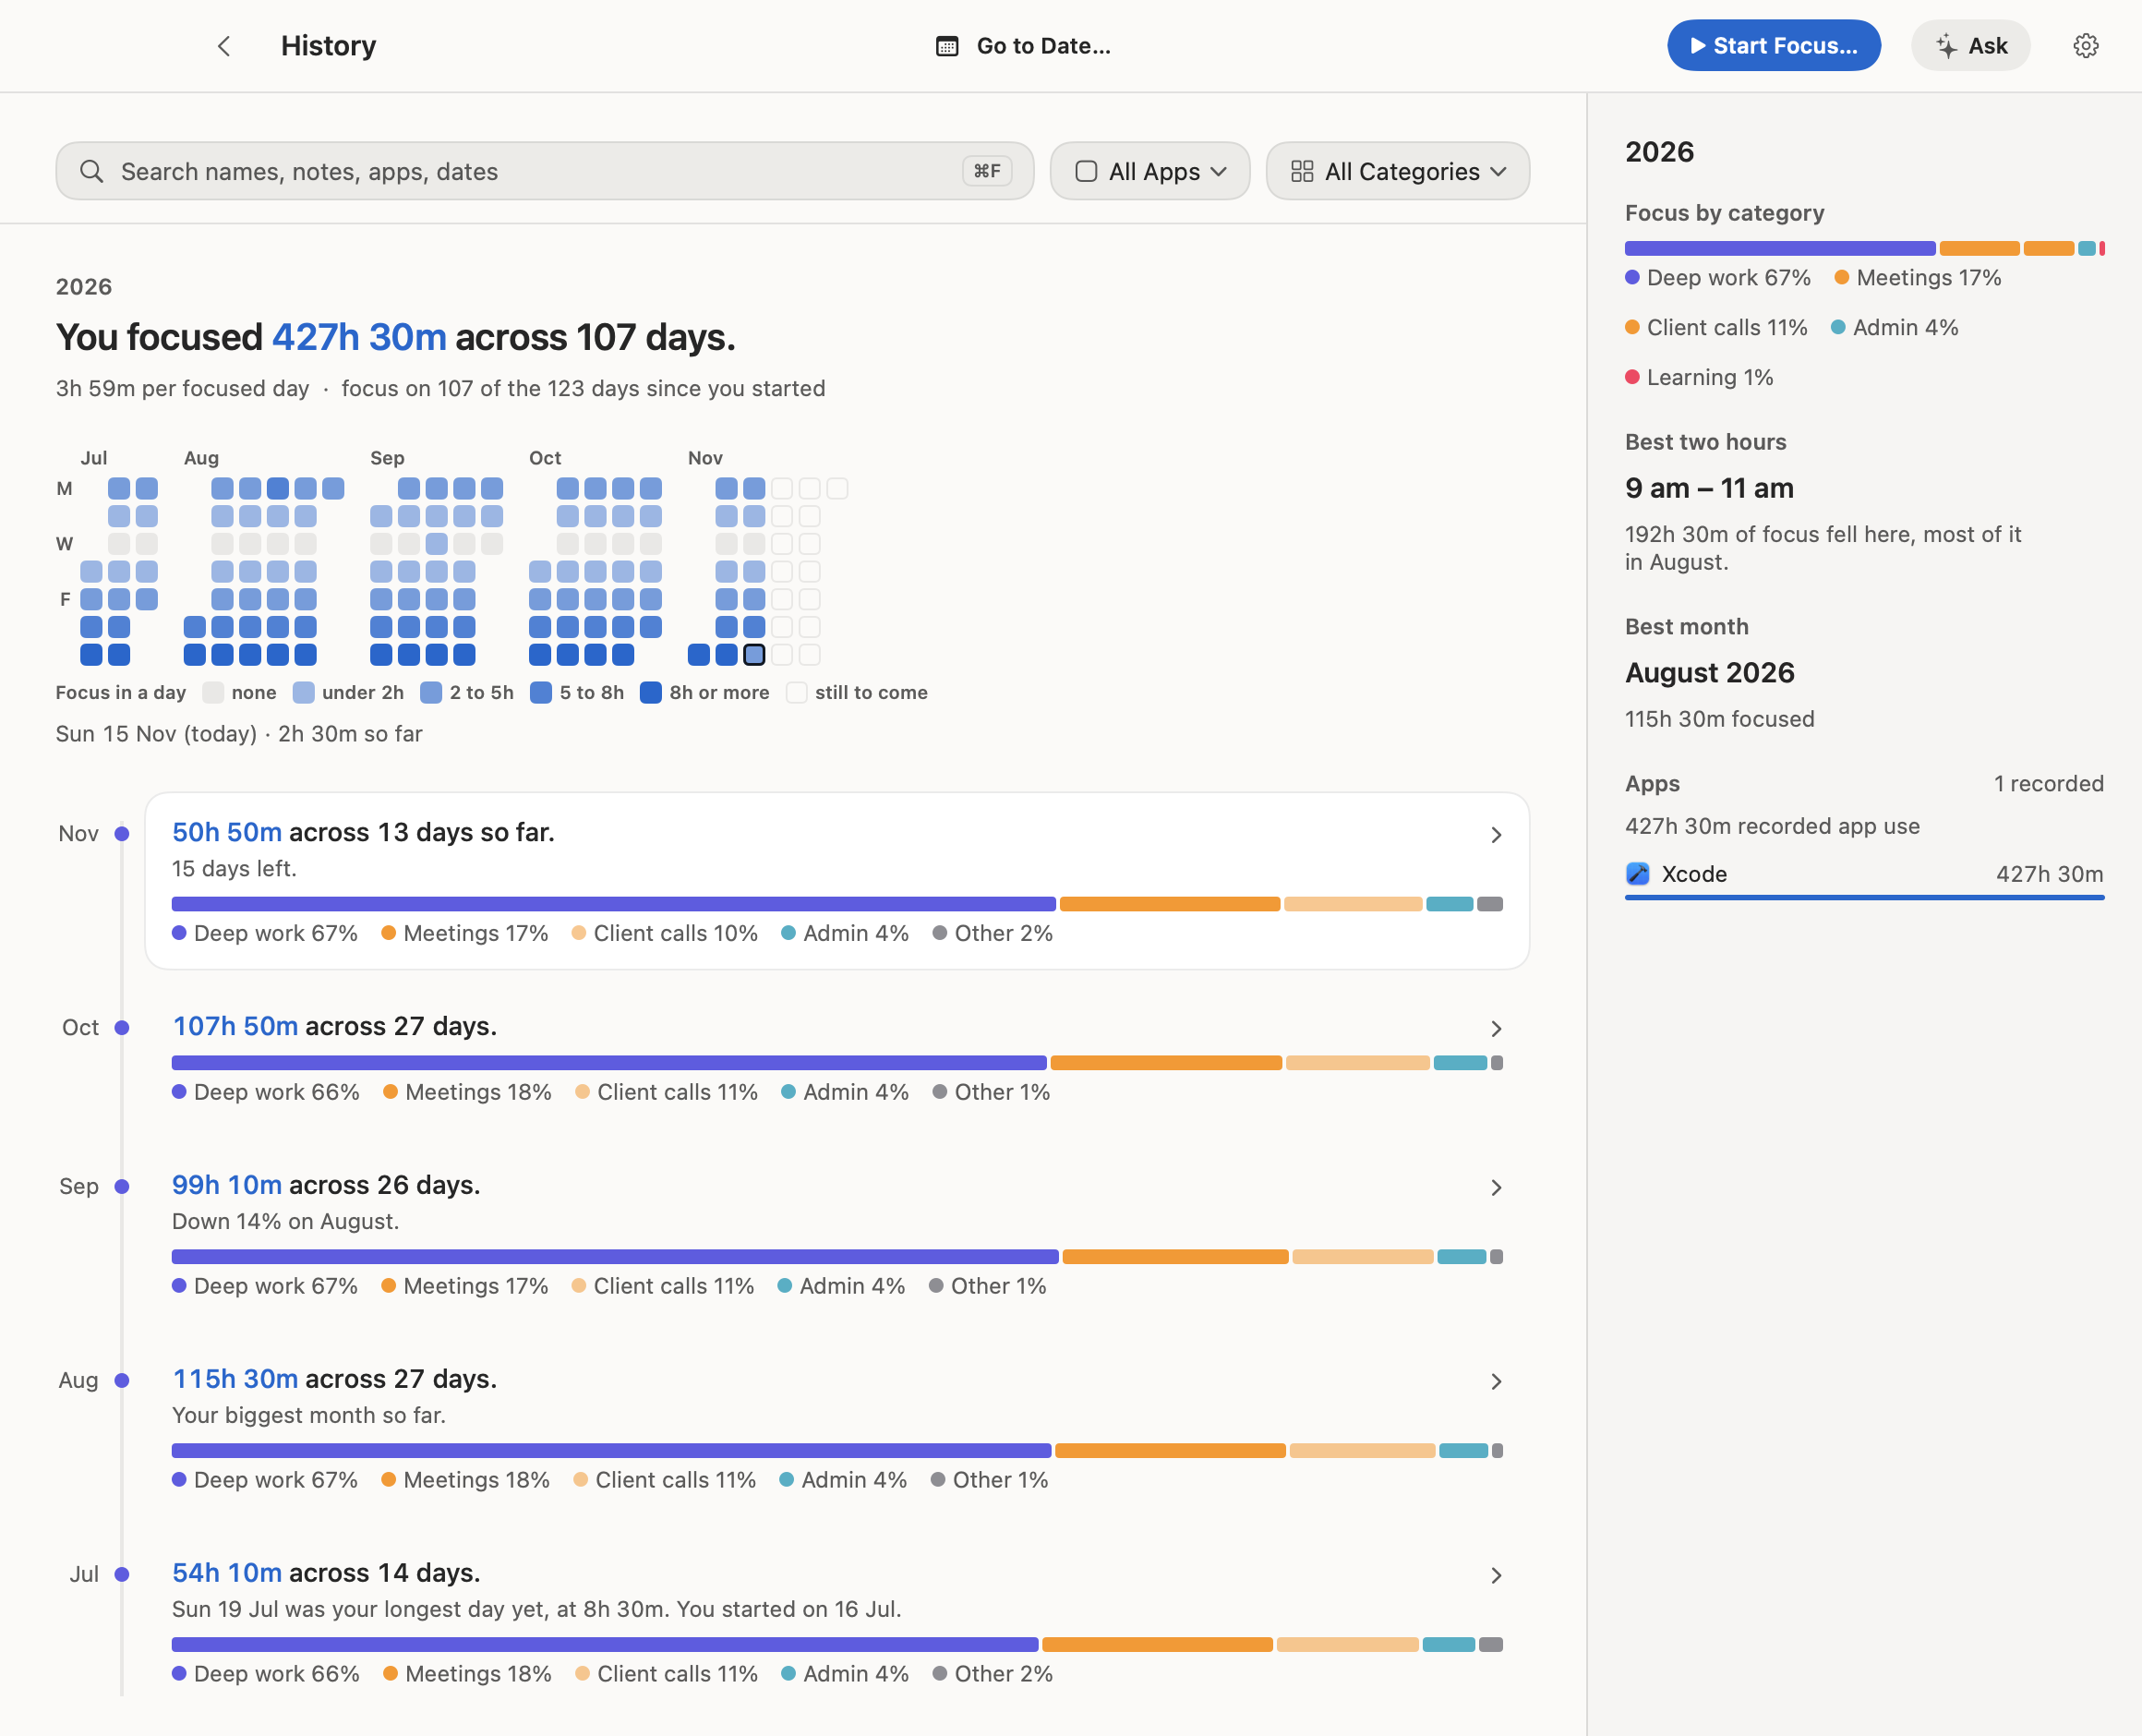 History
Go to Date...
Start Focus...
Ask
Search names, notes, apps, dates
⌘F
All Apps
All Categories
2026
You focused 427h 30m across 107 days.
3h 59m per focused day · focus on 107 of the 123 days since you started
Jul Aug Sep Oct Nov
M
W
F
Focus in a day none under 2h 2 to 5h 5 to 8h 8h or more still to come
Sun 15 Nov (today) · 2h 30m so far
Nov
50h 50m across 13 days so far.
15 days left.
Deep work 67% Meetings 17% Client calls 10% Admin 4% Other 2%
Oct
107h 50m across 27 days.
Deep work 66% Meetings 18% Client calls 11% Admin 4% Other 1%
Sep
99h 10m across 26 days.
Down 14% on August.
Deep work 67% Meetings 17% Client calls 11% Admin 4% Other 1%
Aug
115h 30m across 27 days.
Your biggest month so far.
Deep work 67% Meetings 18% Client calls 11% Admin 4% Other 1%
Jul
54h 10m across 14 days.
Sun 19 Jul was your longest day yet, at 8h 30m. You started on 16 Jul.
Deep work 66% Meetings 18% Client calls 11% Admin 4% Other 2%
2026
Focus by category
Deep work 67% Meetings 17%
Client calls 11% Admin 4%
Learning 1%
Best two hours
9 am – 11 am
192h 30m of focus fell here, most of it
in August.
Best month
August 2026
115h 30m focused
Apps 1 recorded
427h 30m recorded app use
Xcode 427h 30m